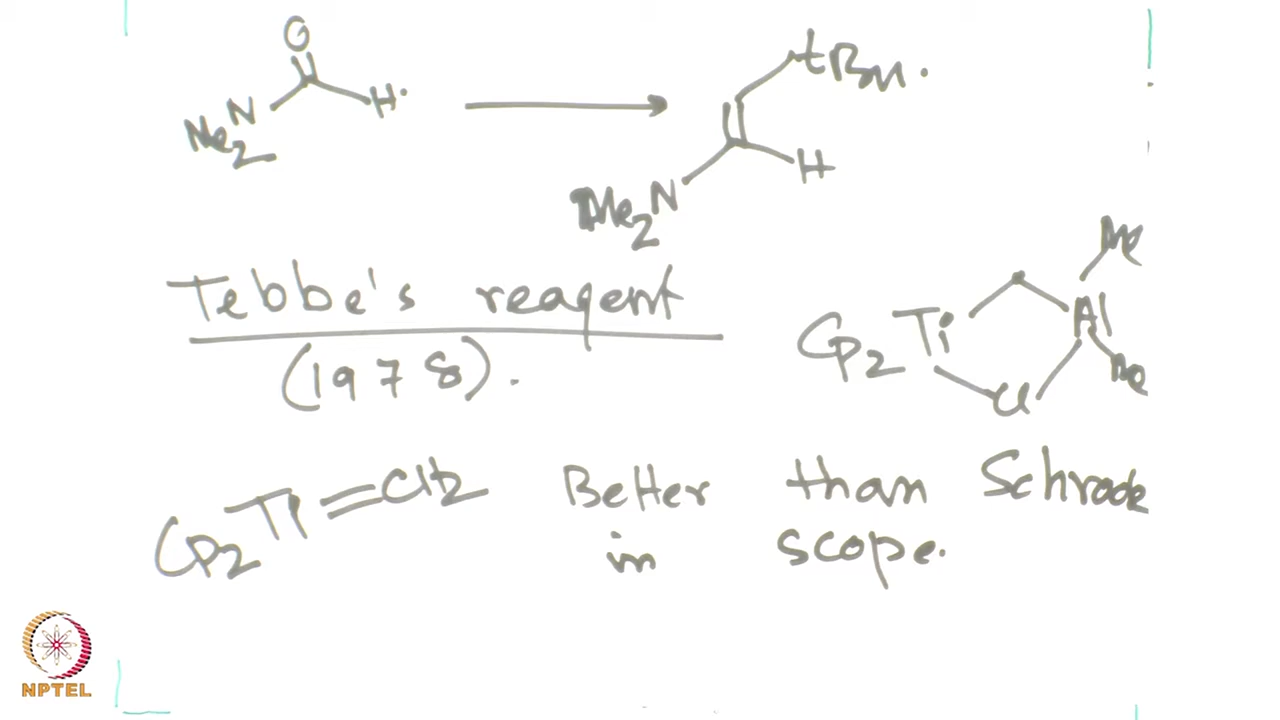 O
Me2N H.
tBu.
Me2N H
Tebbe's reagent
(1978).
Cp2Ti Al Me
Cl Me
Cp2Ti=CH2 Better than Schrock
in scope.
NPTEL